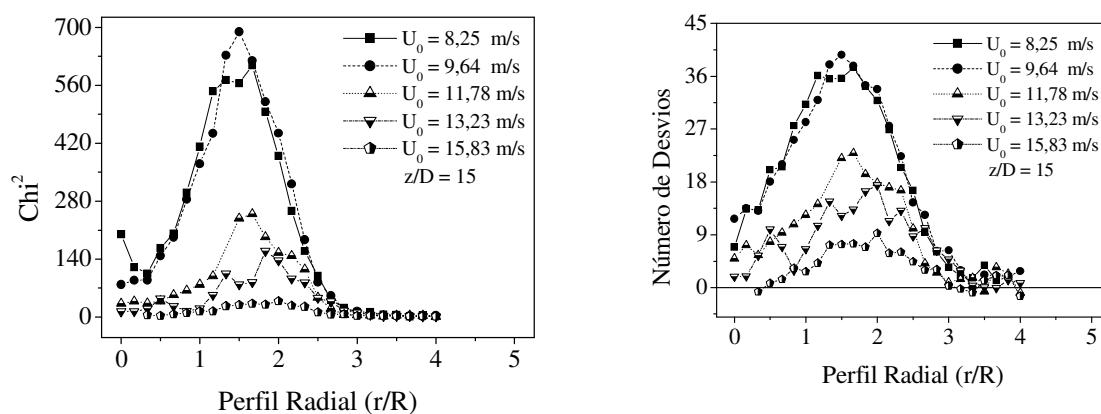 700
560
420
280
140
0
Chi²
0 1 2 3 4 5
Perfil Radial (r/R)
U₀ = 8,25 m/s
U₀ = 9,64 m/s
U₀ = 11,78 m/s
U₀ = 13,23 m/s
U₀ = 15,83 m/s
z/D = 15
45
36
27
18
9
0
Número de Desvios
0 1 2 3 4 5
Perfil Radial (r/R)
U₀ = 8,25 m/s
U₀ = 9,64 m/s
U₀ = 11,78 m/s
U₀ = 13,23 m/s
U₀ = 15,83 m/s
z/D = 15